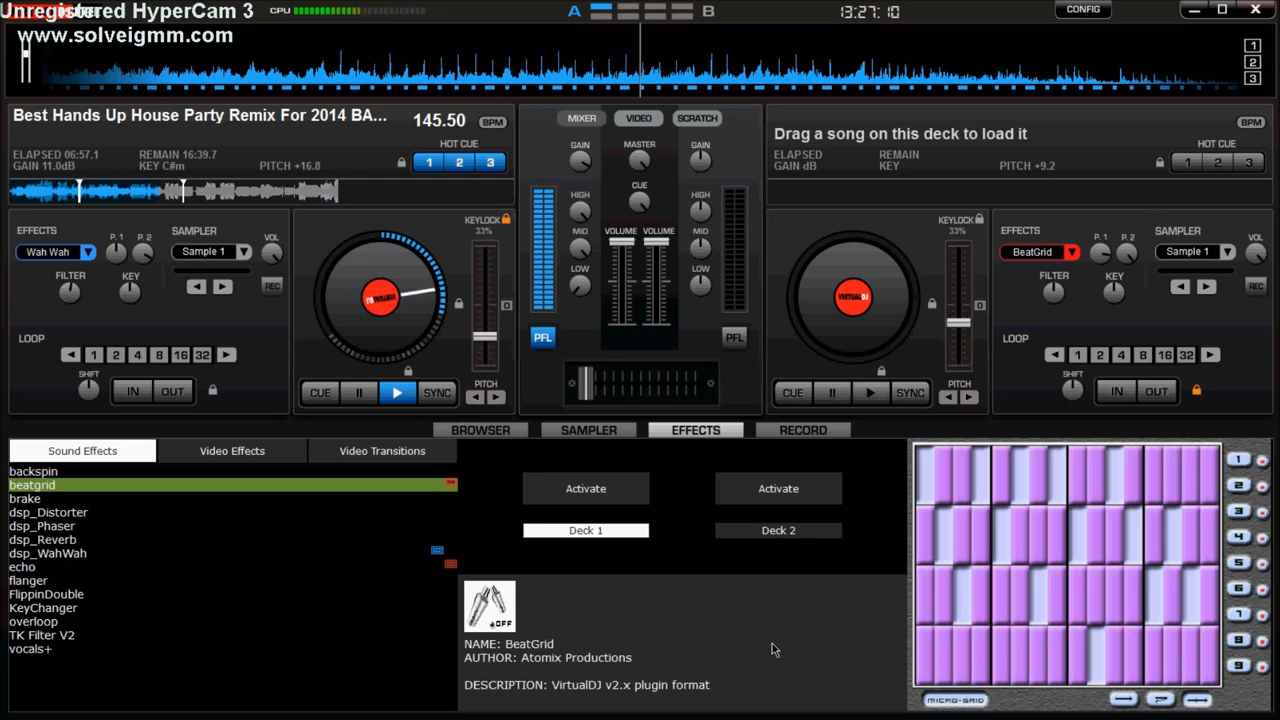 Unregistered HyperCam 3
www.solveigmm.com
CPU
A
B
13:27:10
CONFIG
1
2
3
Best Hands Up House Party Remix For 2014 BA...
145.50
BPM
ELAPSED 06:57.1
REMAIN 16:39.7
GAIN 11.0dB
KEY C#m
PITCH +16.8
HOT CUE
1 2 3
MIXER
VIDEO
SCRATCH
GAIN
MASTER
GAIN
CUE
HIGH
HIGH
MID
VOLUME
VOLUME
MID
LOW
LOW
PFL
PFL
Drag a song on this deck to load it
BPM
ELAPSED
REMAIN
GAIN dB
KEY
PITCH +9.2
HOT CUE
1 2 3
EFFECTS
Wah Wah
P. 1
P. 2
SAMPLER
Sample 1
VOL
FILTER
KEY
REC
LOOP
1 2 4 8 16 32
SHIFT
IN
OUT
KEYLOCK
33%
0
VIRTUALDJ
CUE
SYNC
PITCH
KEYLOCK
33%
0
VIRTUALDJ
CUE
SYNC
PITCH
EFFECTS
BeatGrid
P. 1
P. 2
SAMPLER
Sample 1
VOL
FILTER
KEY
REC
LOOP
1 2 4 8 16 32
SHIFT
IN
OUT
BROWSER
SAMPLER
EFFECTS
RECORD
Sound Effects
Video Effects
Video Transitions
backspin
beatgrid
brake
dsp_Distorter
dsp_Phaser
dsp_Reverb
dsp_WahWah
echo
flanger
FlippinDouble
KeyChanger
overloop
TK Filter V2
vocals+
Activate
Activate
Deck 1
Deck 2
OFF
NAME: BeatGrid
AUTHOR: Atomix Productions
DESCRIPTION: VirtualDJ v2.x plugin format
1
2
3
4
5
6
7
8
9
MICRO-GRID